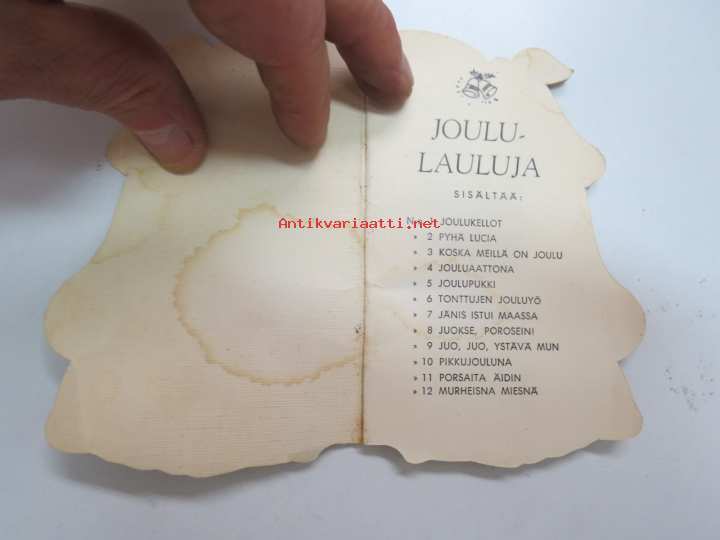 JOULU-
LAULUJA
SISÄLTÄÄ:
Antikvariaatti.net
N:o 1 JOULUKELLOT
» 2 PYHÄ LUCIA
» 3 KOSKA MEILLÄ ON JOULU
» 4 JOULUAATTONA
» 5 JOULUPUKKI
» 6 TONTTUJEN JOULUYÖ
» 7 JÄNIS ISTUI MAASSA
» 8 JUOKSE, POROSEINI
» 9 JUO, JUO, YSTÄVÄ MUN
» 10 PIKKUJOULUNA
» 11 PORSAITA ÄIDIN
» 12 MURHEISNA MIESNÄ